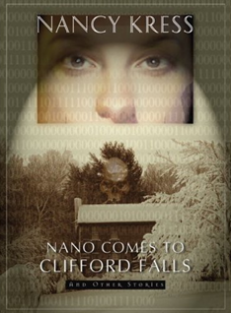 NANCY KRESS
NANO COMES TO
CLIFFORD FALLS
AND OTHER STORIES